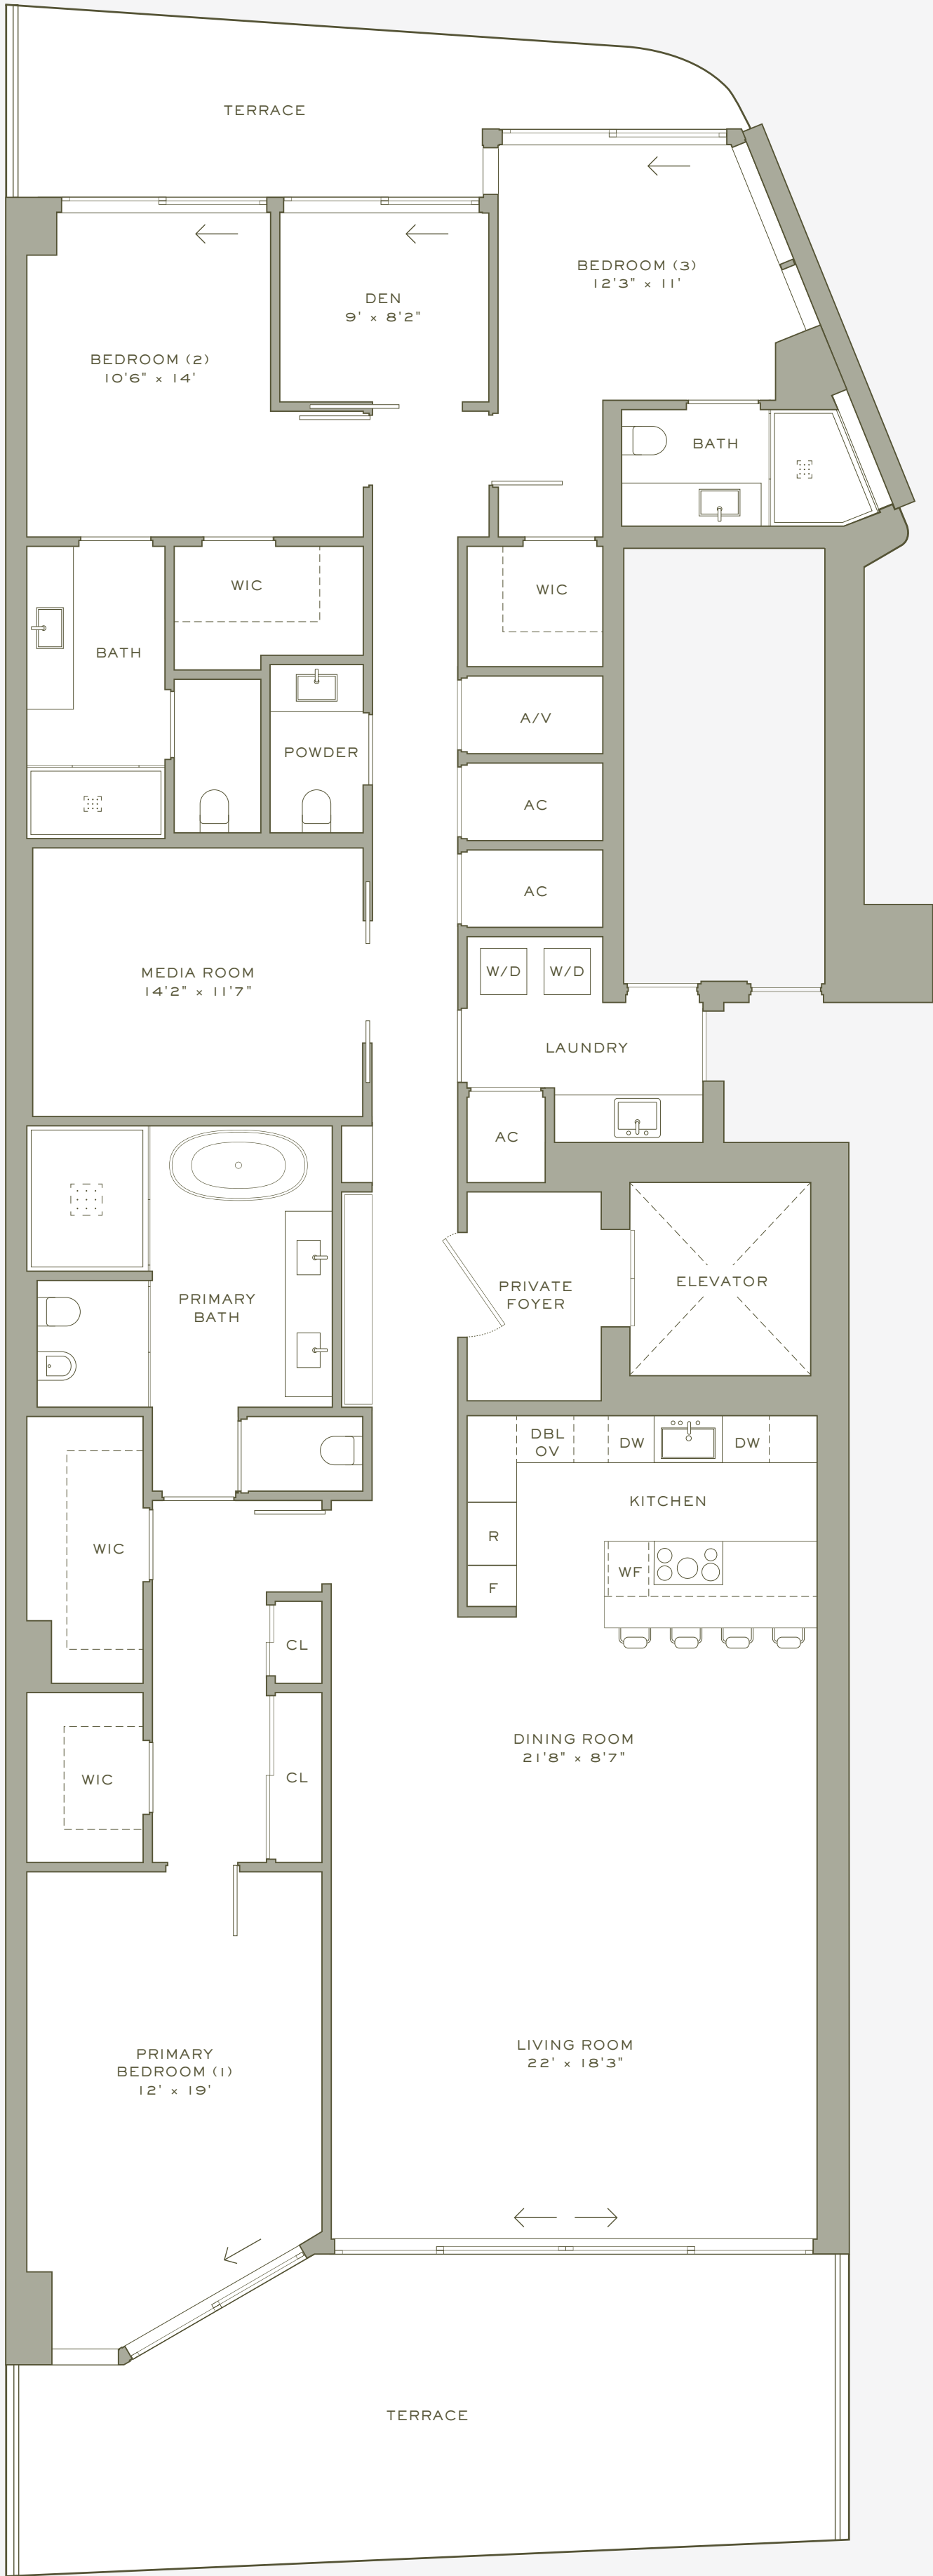 TERRACE
BEDROOM (3)
12'3" × 11'
DEN
9' × 8'2"
BEDROOM (2)
10'6" × 14'
BATH
WIC
WIC
BATH
A/V
POWDER
AC
AC
MEDIA ROOM
14'2" × 11'7"
W/D
W/D
LAUNDRY
AC
PRIVATE
FOYER
ELEVATOR
PRIMARY
BATH
DBL
OV
DW
DW
KITCHEN
R
WF
F
WIC
CL
DINING ROOM
21'8" × 8'7"
CL
WIC
LIVING ROOM
22' × 18'3"
PRIMARY
BEDROOM (1)
12' × 19'
TERRACE